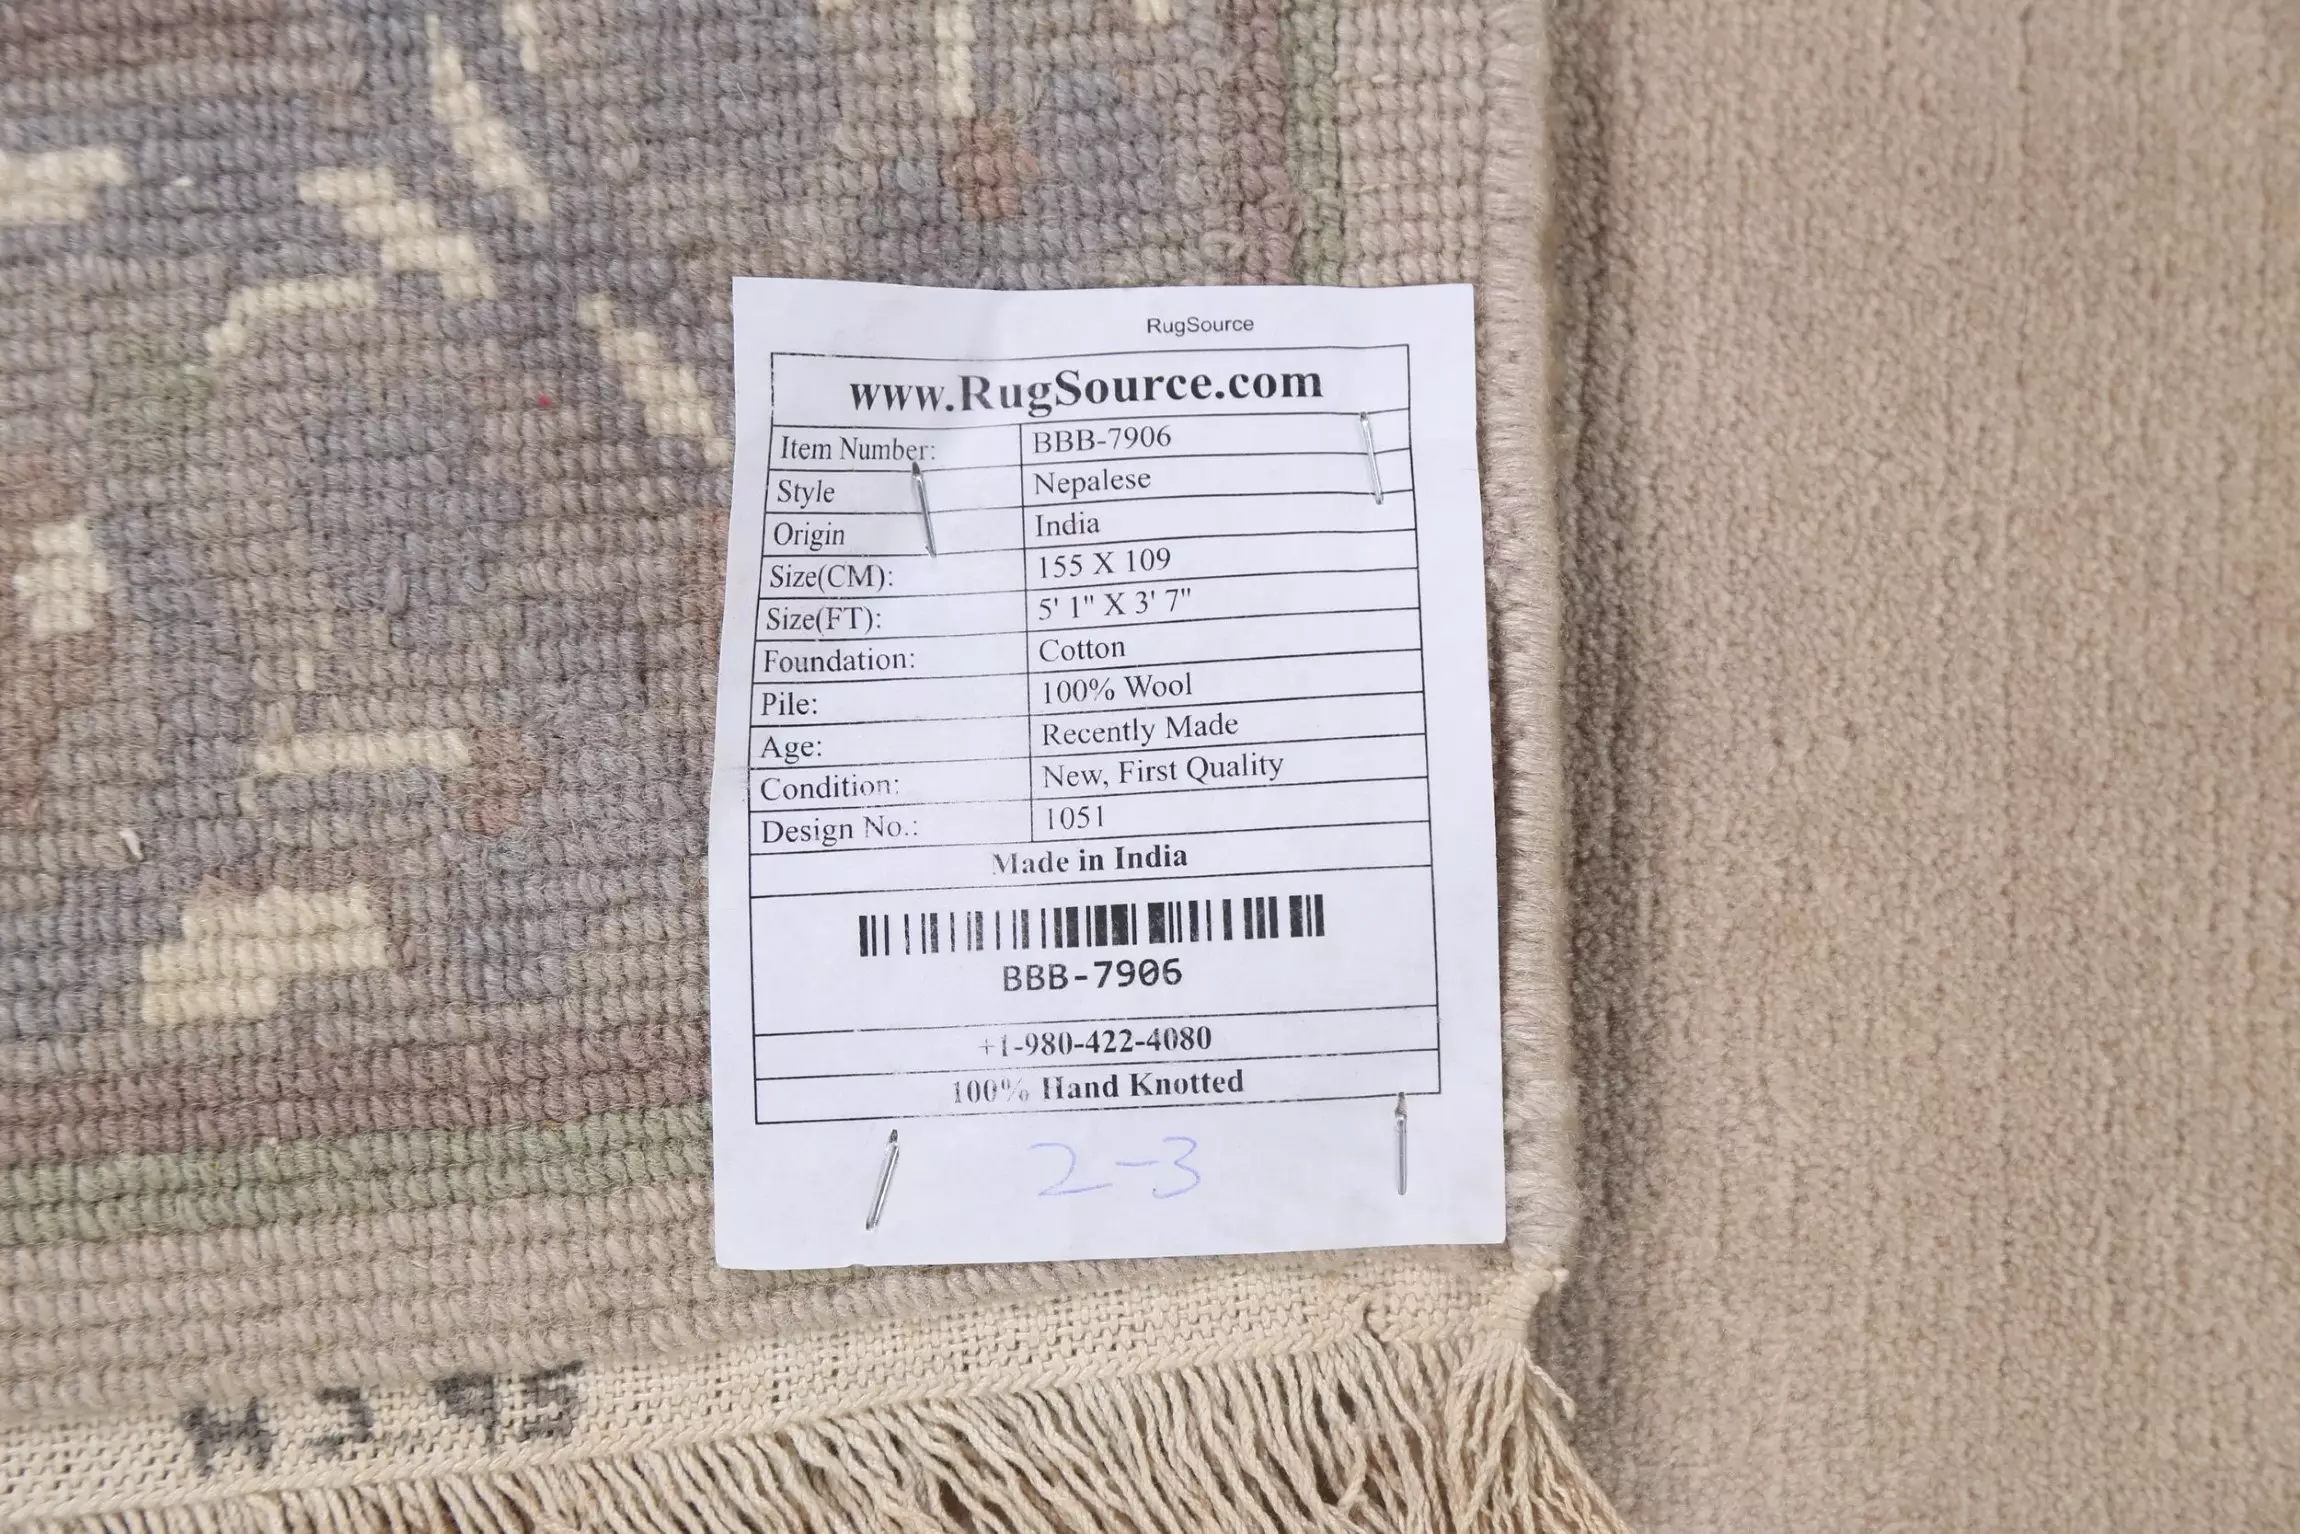 RugSource
www.RugSource.com
Item Number: BBB-7906
Style Nepalese
Origin India
Size(CM): 155 X 109
Size(FT): 5' 1" X 3' 7"
Foundation: Cotton
Pile: 100% Wool
Age: Recently Made
Condition: New, First Quality
Design No.: 1051
Made in India
BBB-7906
+1-980-422-4080
100% Hand Knotted
2-3